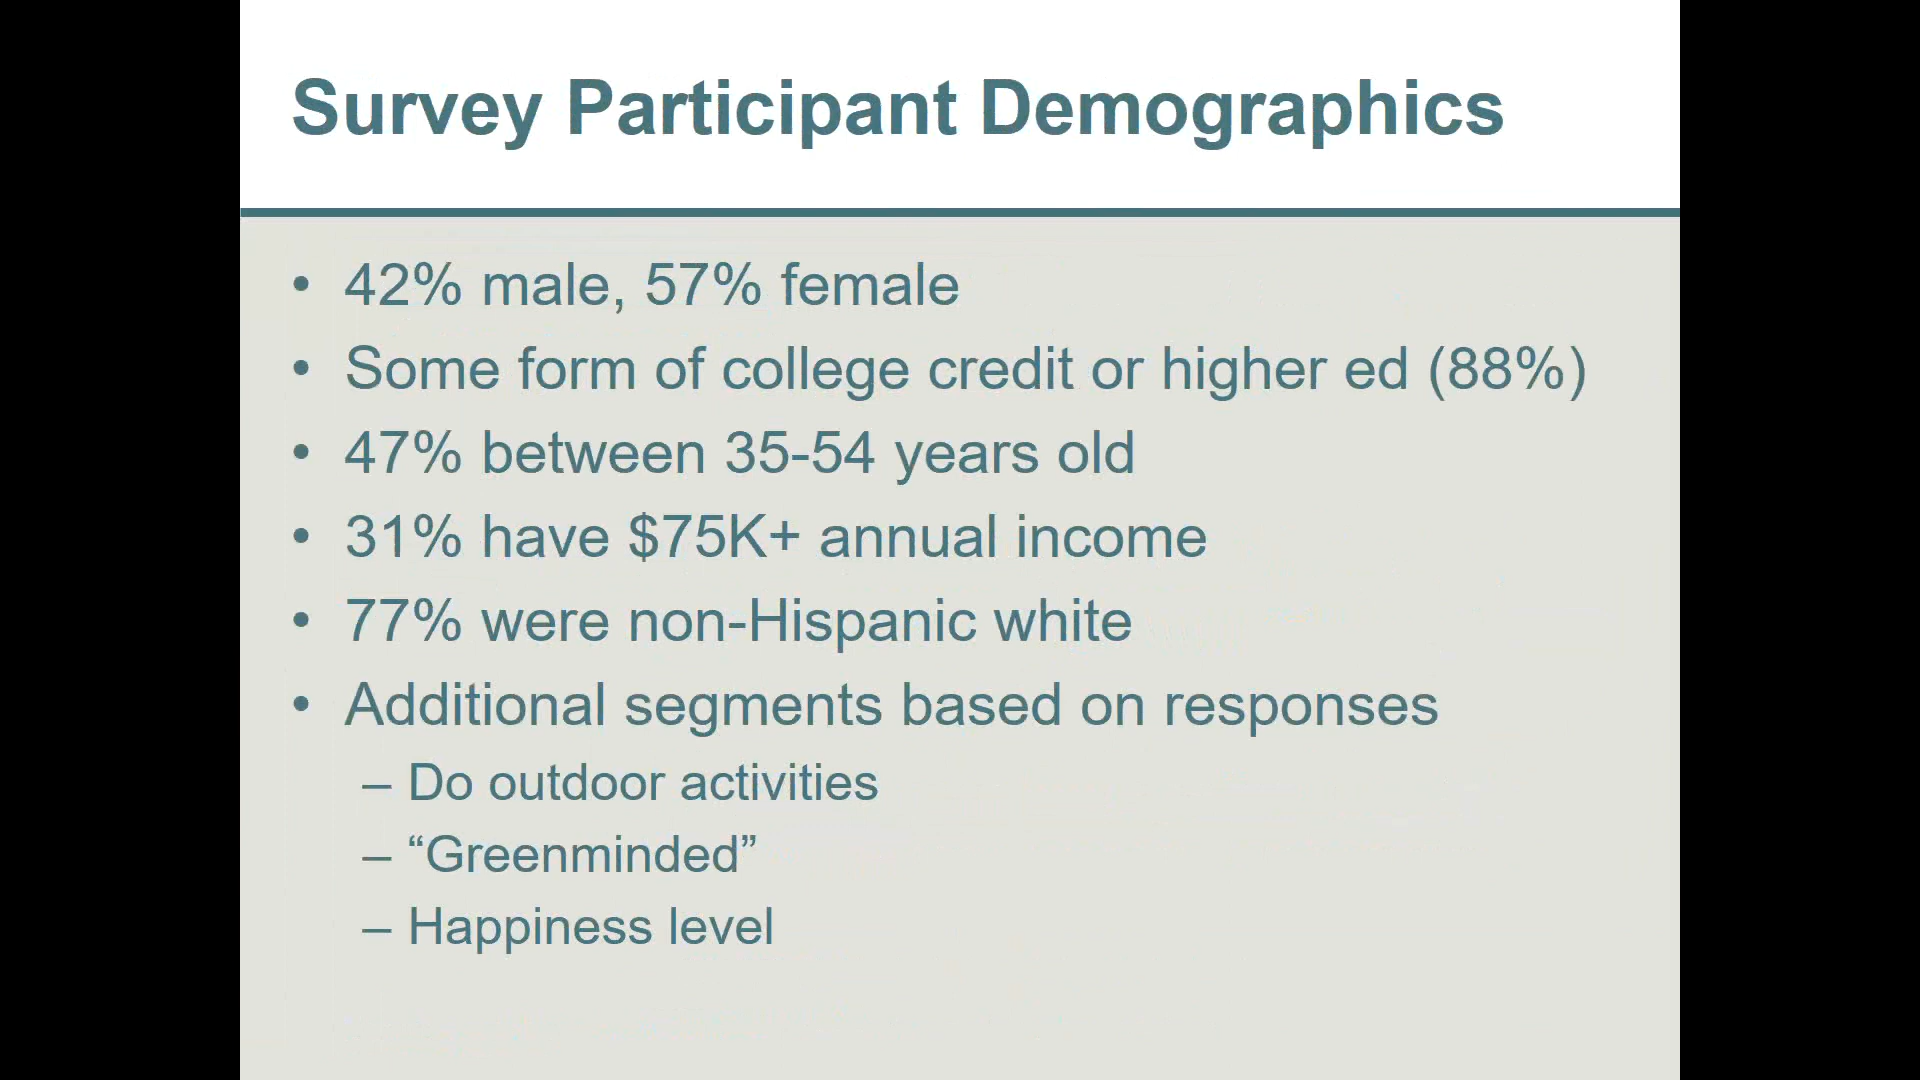 Survey Participant Demographics
• 42% male, 57% female
• Some form of college credit or higher ed (88%)
• 47% between 35-54 years old
• 31% have $75K+ annual income
• 77% were non-Hispanic white
• Additional segments based on responses
– Do outdoor activities
– “Greenminded”
– Happiness level